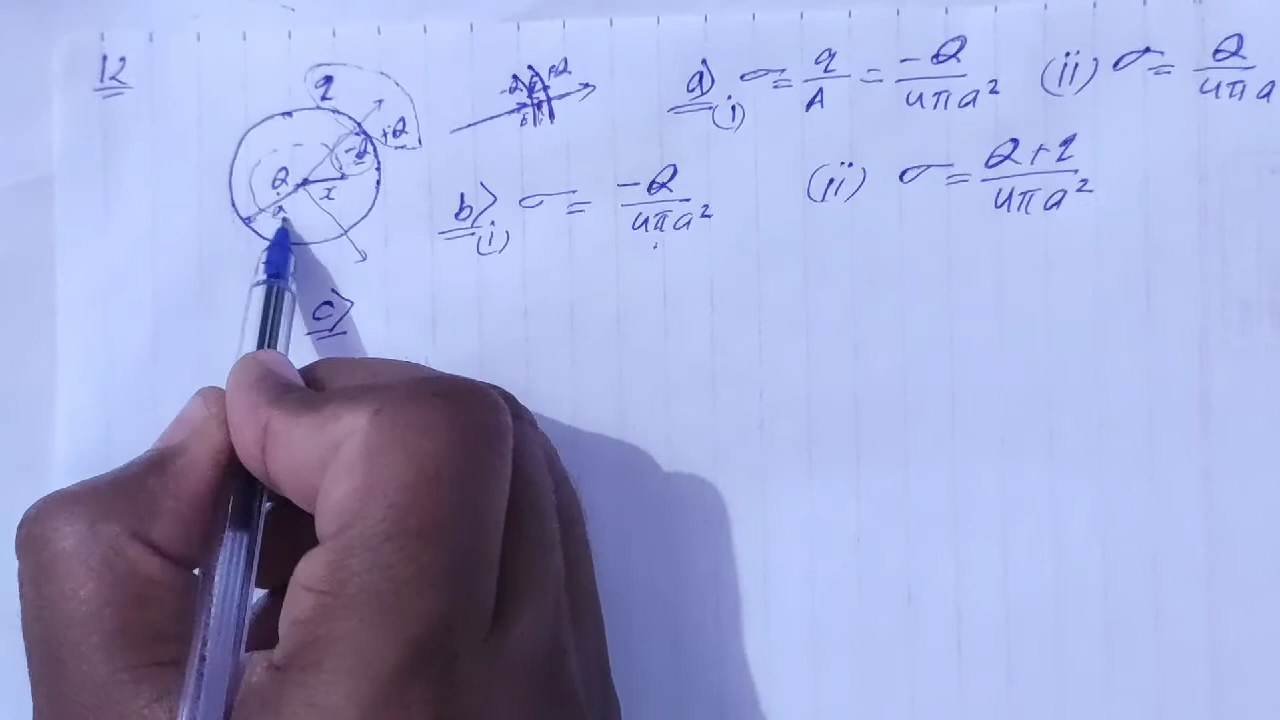 12
q
+Q
-Q
Q
x
a
-Q +Q
a) (i) σ = q/A = -Q/4πa² (ii) σ = Q/4πa
b) (i) σ = -Q/4πa² (ii) σ = Q+q/4πa²
c)